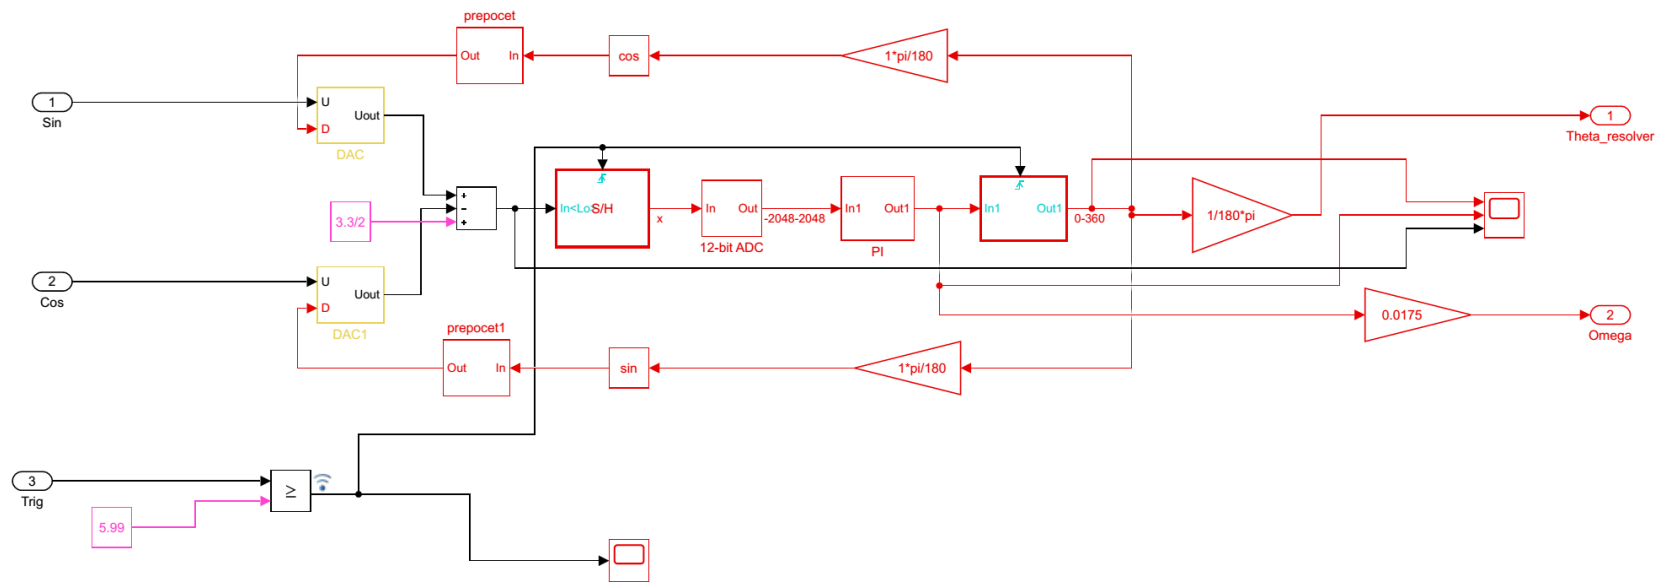 prepocet
Out In
cos
1*pi/180
1
Sin
U
D
Uout
DAC
1
Theta_resolver
3.3/2
+
-
+
In<Lo
S/H
x
In Out
12-bit ADC
-2048-2048
In1 Out1
PI
In1 Out1
0-360
1/180*pi
2
Cos
U
D
Uout
DAC1
prepocet1
Out In
sin
1*pi/180
0.0175
2
Omega
3
Trig
≥
5.99